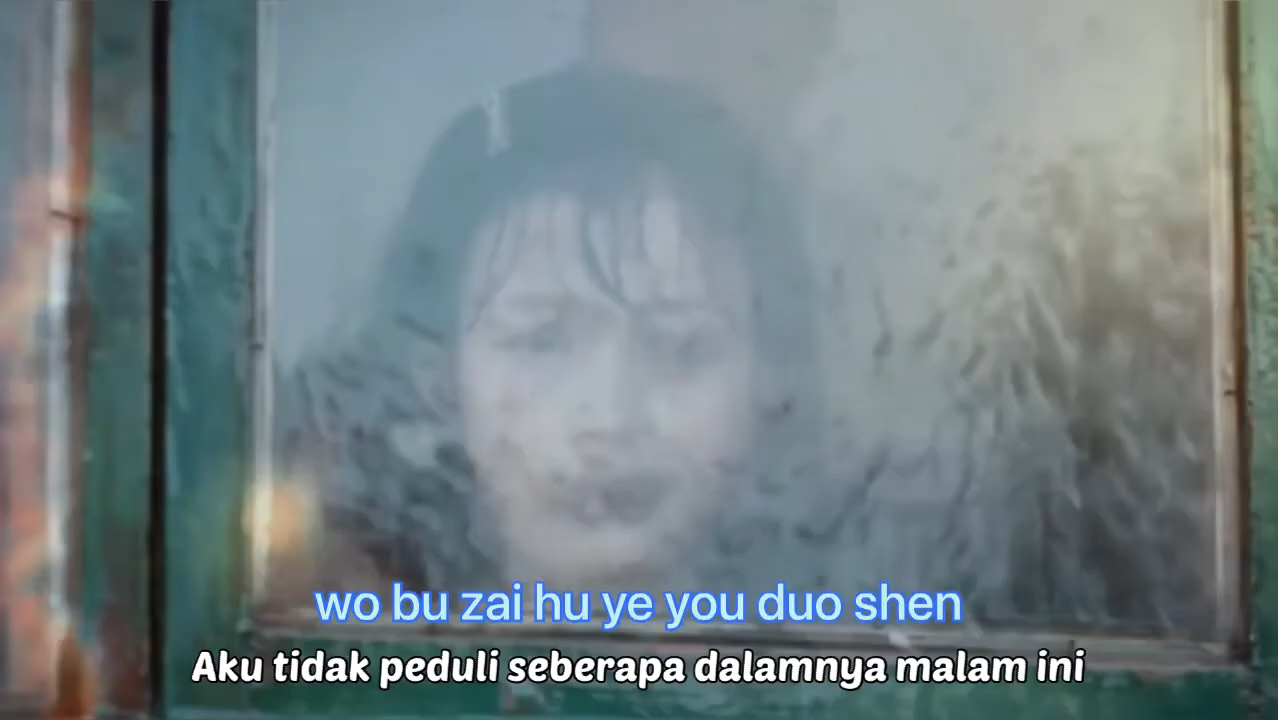 wo bu zai hu ye you duo shen
Aku tidak peduli seberapa dalamnya malam ini